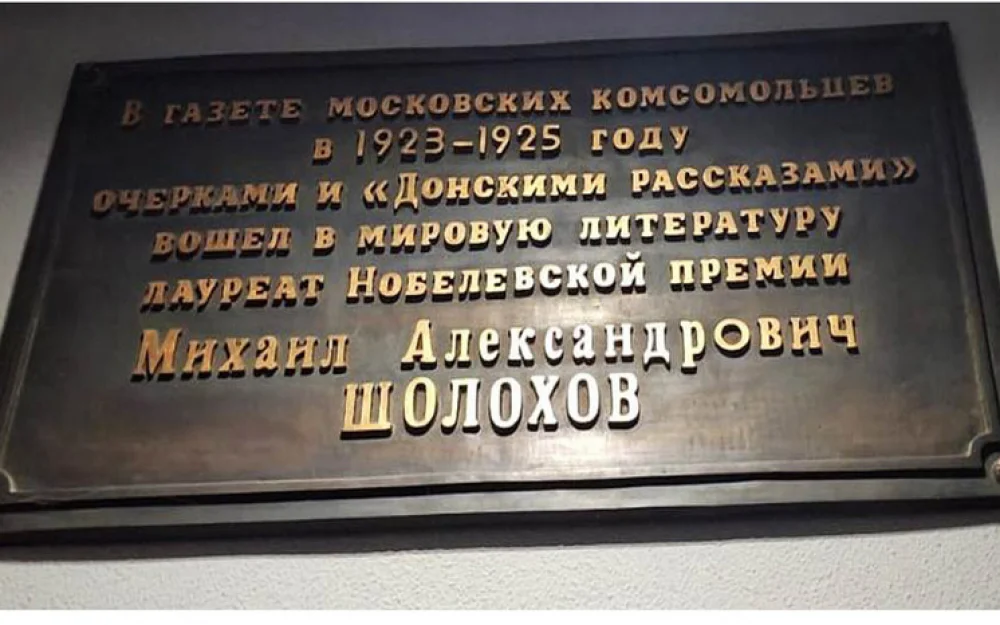 В ГАЗЕТЕ МОСКОВСКИХ КОМСОМОЛЬЦЕВ
В 1923-1925 ГОДУ
ОЧЕРКАМИ И «ДОНСКИМИ РАССКАЗАМИ»
ВОШЕЛ В МИРОВУЮ ЛИТЕРАТУРУ
ЛАУРЕАТ НОБЕЛЕВСКОЙ ПРЕМИИ
Михаил Александрович
ШОЛОХОВ